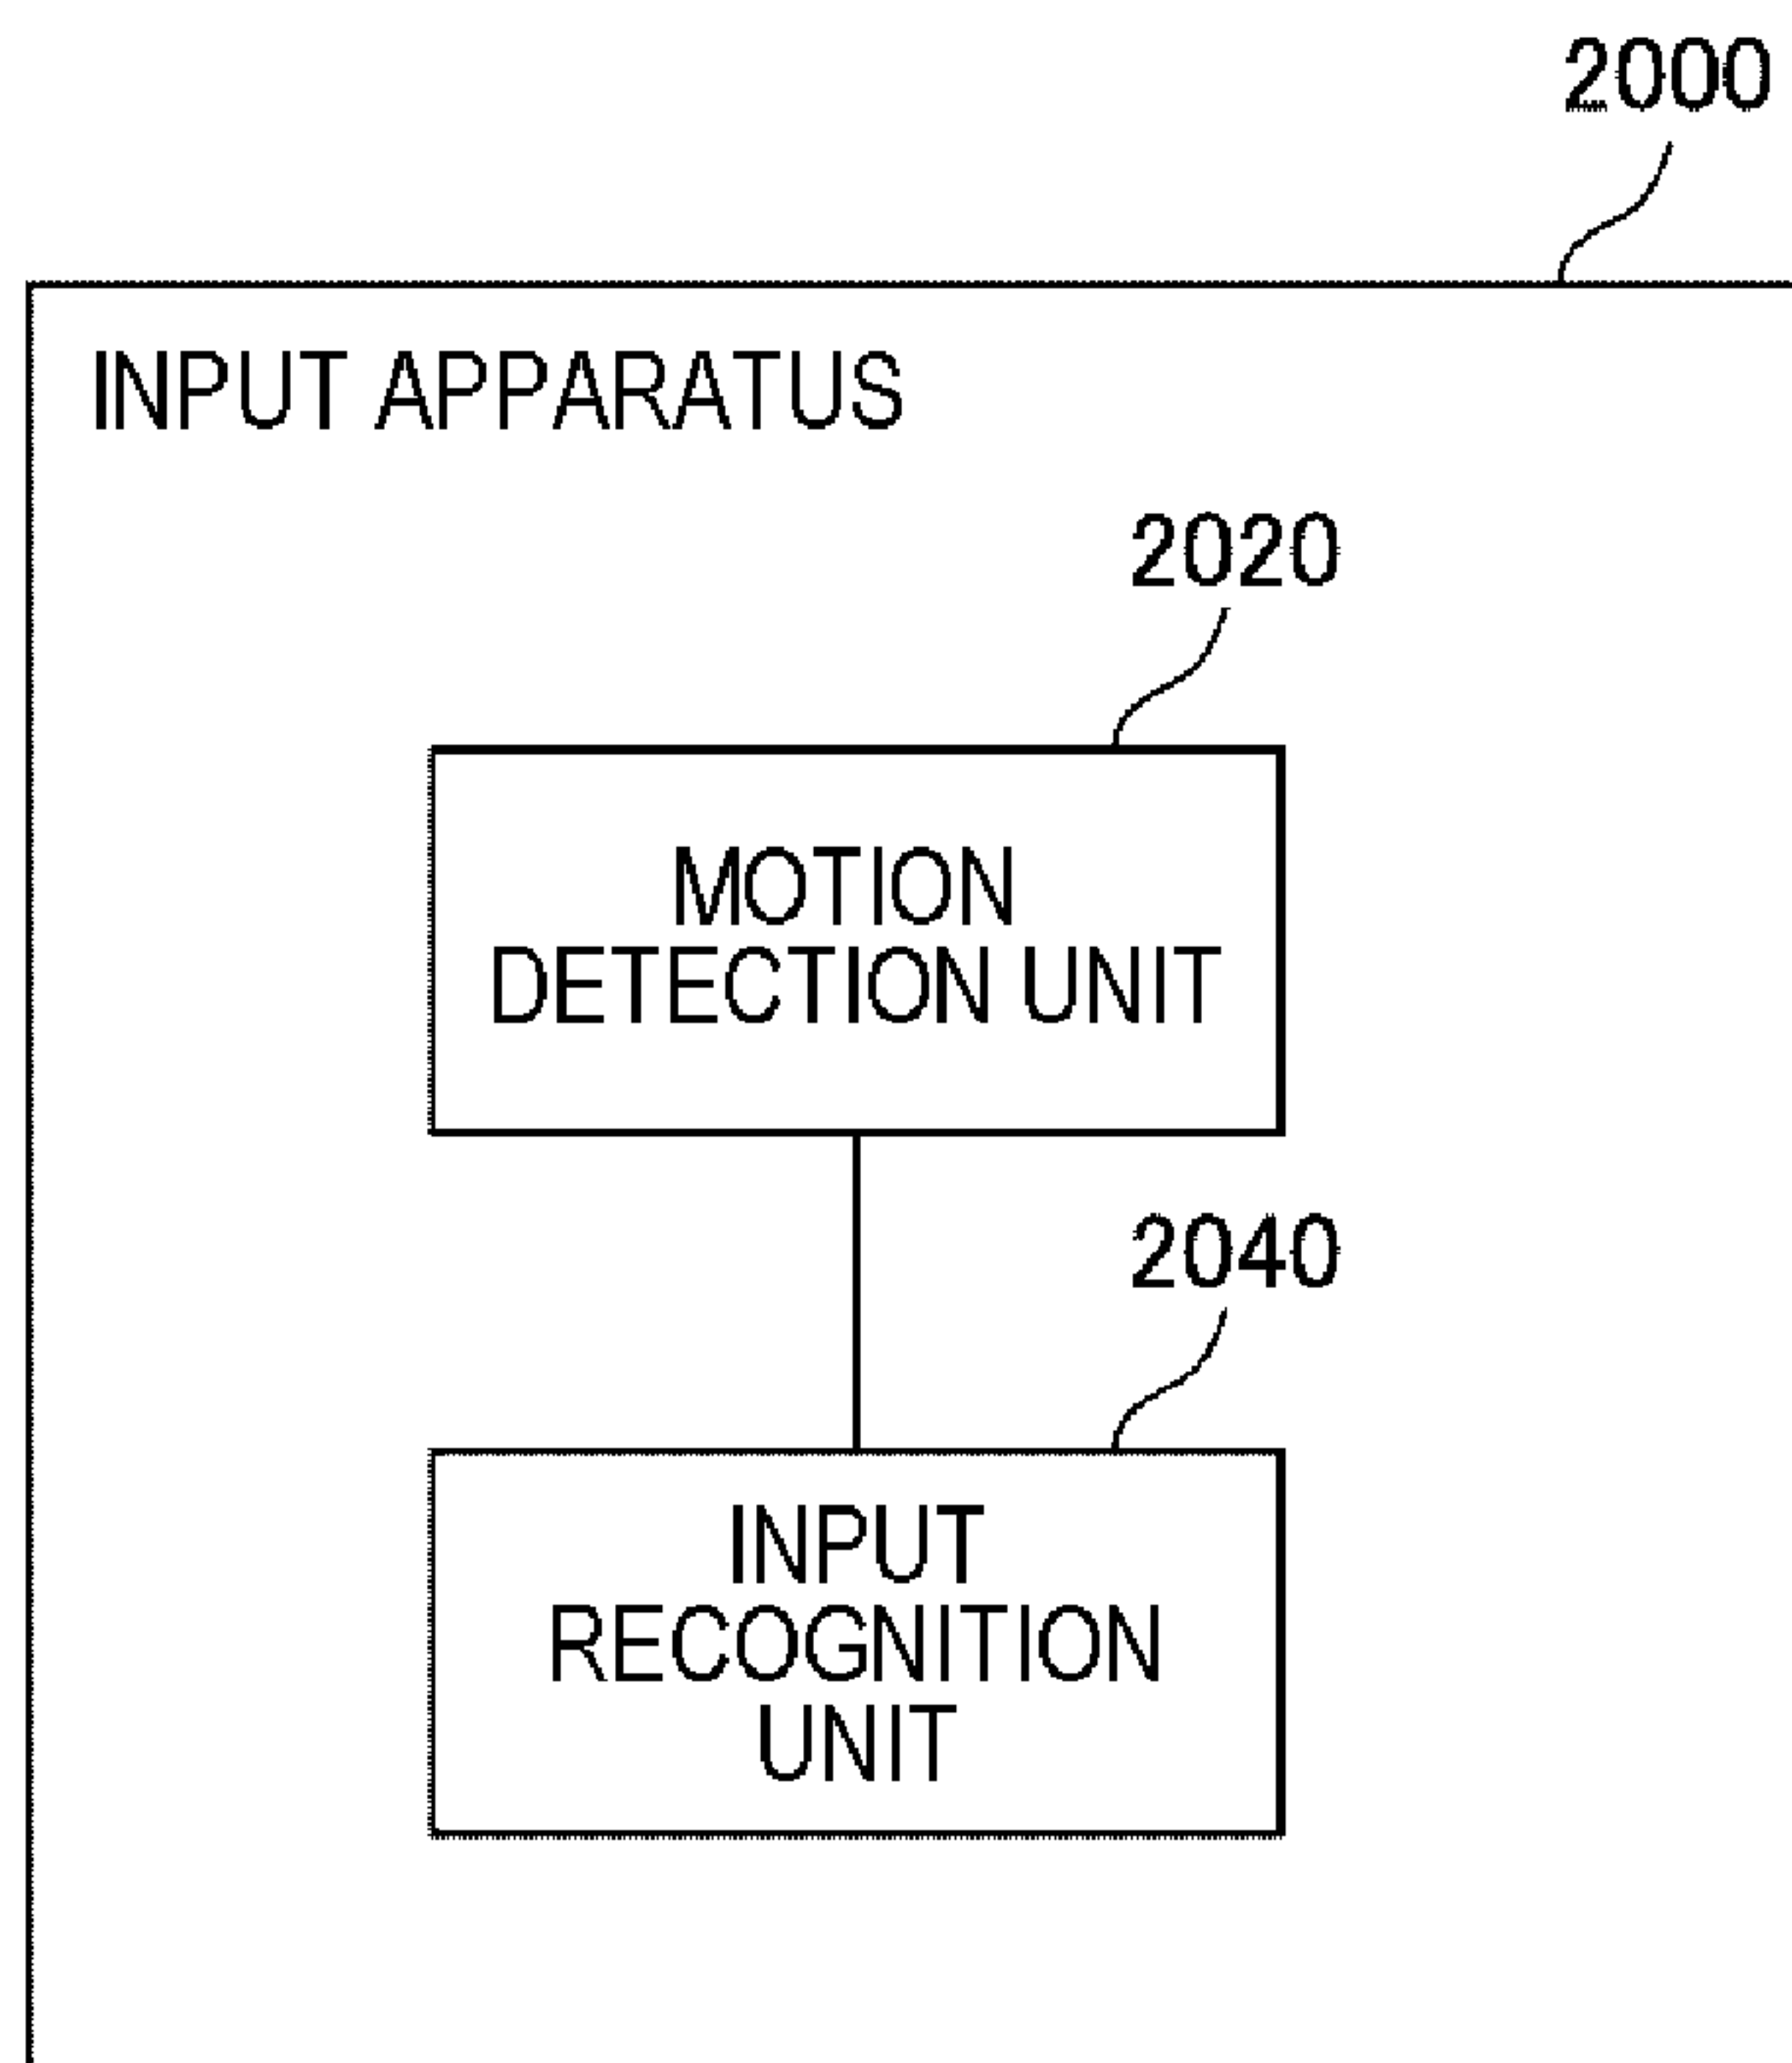 2000
INPUT APPARATUS
2020
MOTION
DETECTION UNIT
2040
INPUT
RECOGNITION
UNIT